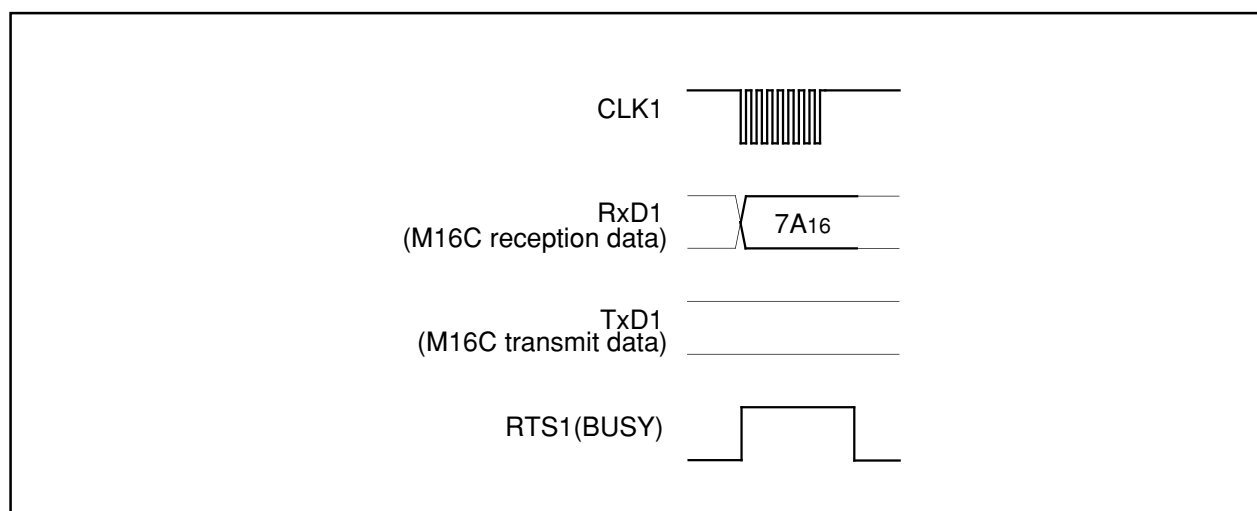 CLK1
RxD1
(M16C reception data)
7A16
TxD1
(M16C transmit data)
RTS1(BUSY)